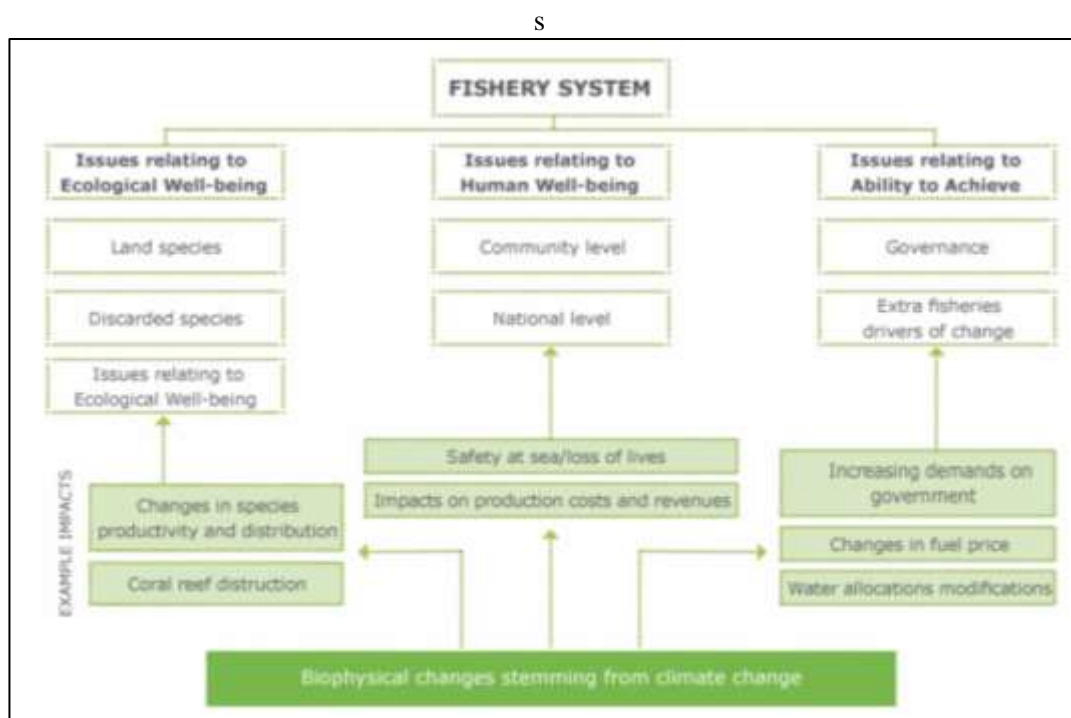 s
FISHERY SYSTEM
Issues relating to
Ecological Well-being
Land species
Discarded species
Issues relating to
Ecological Well-being
Issues relating to
Human Well-being
Community level
National level
Issues relating to
Ability to Achieve
Governance
Extra fisheries
drivers of change
EXAMPLE IMPACTS
Changes in species
productivity and distribution
Coral reef distruction
Safety at sea/loss of lives
Impacts on production costs and revenues
Increasing demands on
government
Changes in fuel price
Water allocations modifications
Biophysical changes stemming from climate change